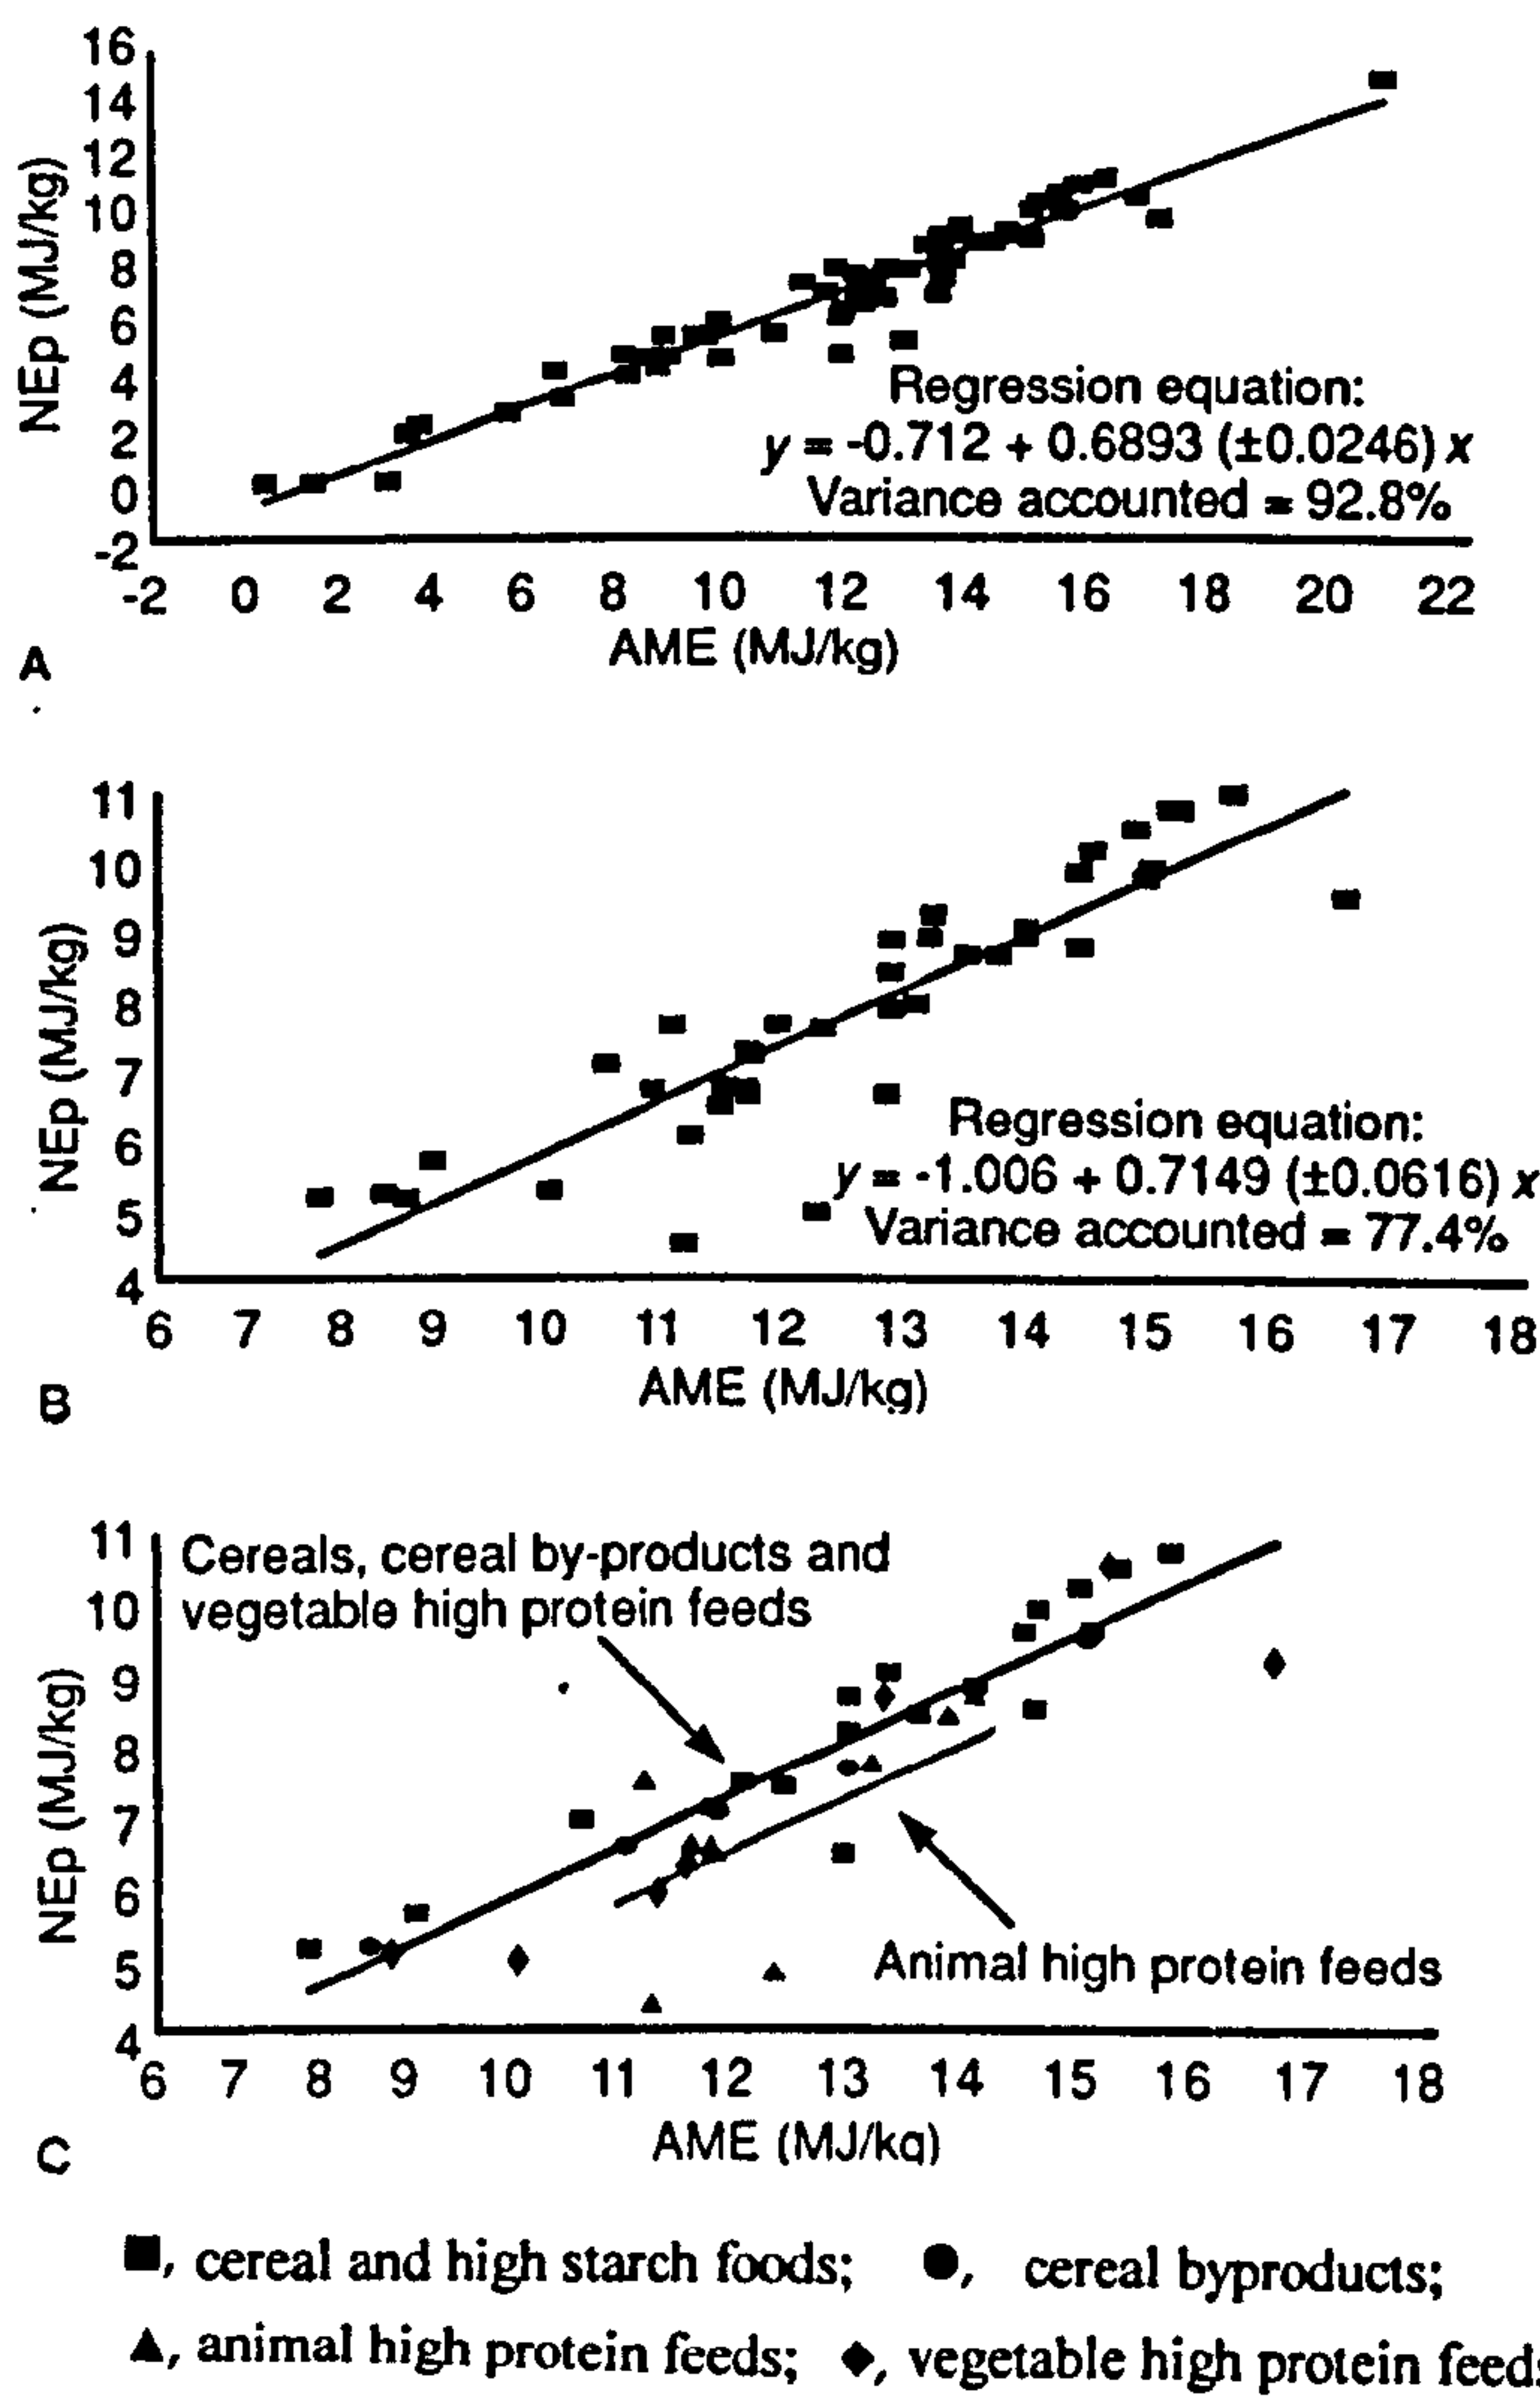 16
14
12
10
8
6
4
2
0
-2
NEp (MJ/kg)
Regression equation:
y = -0.712 + 0.6893 (±0.0246) x
Variance accounted = 92.8%
-2 0 2 4 6 8 10 12 14 16 18 20 22
AME (MJ/kg)
A
11
10
9
8
7
6
5
4
NEp (MJ/kg)
Regression equation:
y = -1.006 + 0.7149 (±0.0616) x
Variance accounted = 77.4%
6 7 8 9 10 11 12 13 14 15 16 17 18
AME (MJ/kg)
B
11
10
9
8
7
6
5
4
NEp (MJ/kg)
Cereals, cereal by-products and
vegetable high protein feeds
Animal high protein feeds
6 7 8 9 10 11 12 13 14 15 16 17 18
AME (MJ/kg)
C
■, cereal and high starch foods; ●, cereal byproducts;
▲, animal high protein feeds; ◆, vegetable high protein feed